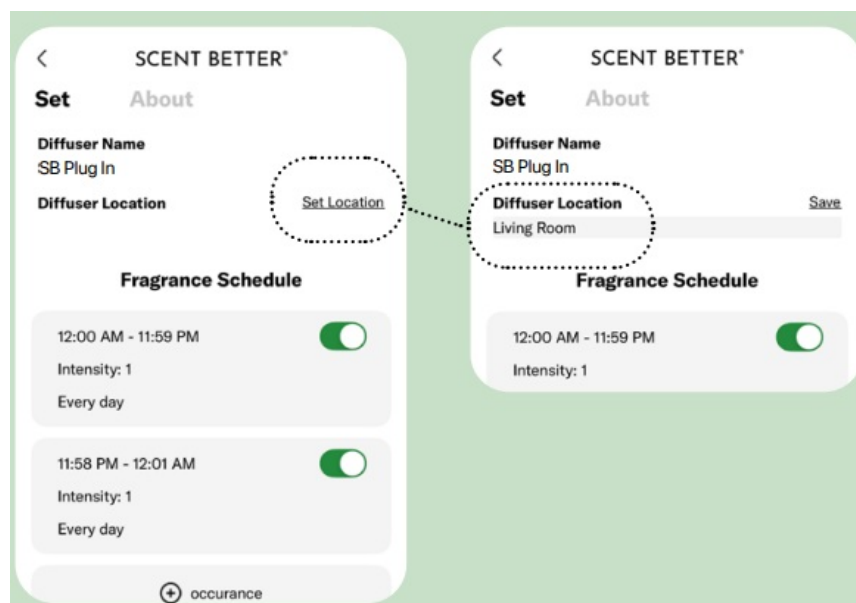 SCENT BETTER®
Set About
Diffuser Name
SB Plug In
Diffuser Location Set Location
Fragrance Schedule
12:00 AM - 11:59 PM
Intensity: 1
Every day
11:58 PM - 12:01 AM
Intensity: 1
Every day
occurance
SCENT BETTER®
Set About
Diffuser Name
SB Plug In
Diffuser Location Save
Living Room
Fragrance Schedule
12:00 AM - 11:59 PM
Intensity: 1